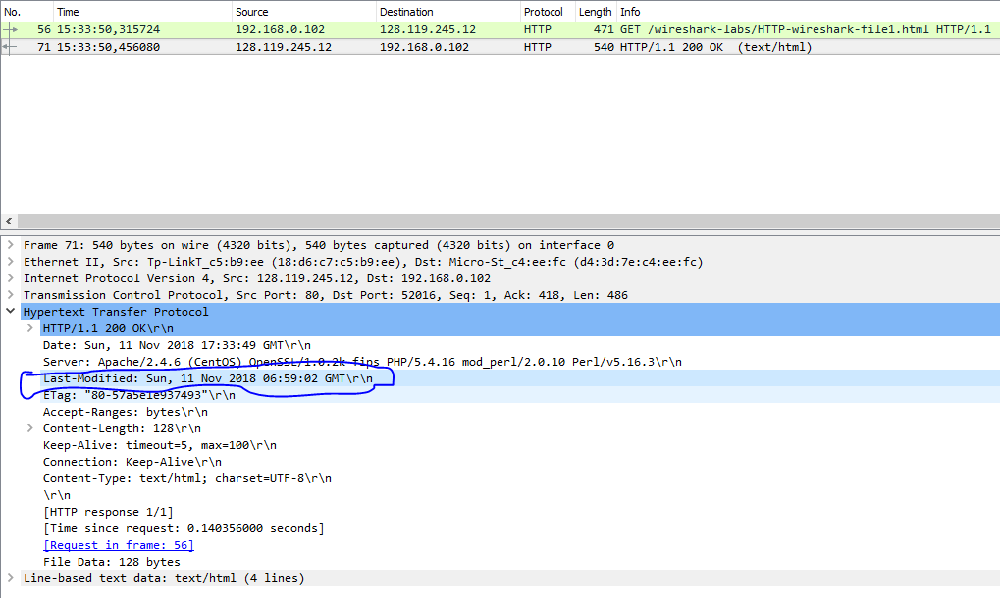 No. Time Source Destination Protocol Length Info
56 15:33:50,315724 192.168.0.102 128.119.245.12 HTTP 471 GET /wireshark-labs/HTTP-wireshark-file1.html HTTP/1.1
71 15:33:50,456080 128.119.245.12 192.168.0.102 HTTP 540 HTTP/1.1 200 OK (text/html)
Frame 71: 540 bytes on wire (4320 bits), 540 bytes captured (4320 bits) on interface 0
Ethernet II, Src: Tp-LinkT_c5:b9:ee (18:d6:c7:c5:b9:ee), Dst: Micro-St_c4:ee:fc (d4:3d:7e:c4:ee:fc)
Internet Protocol Version 4, Src: 128.119.245.12, Dst: 192.168.0.102
Transmission Control Protocol, Src Port: 80, Dst Port: 52016, Seq: 1, Ack: 418, Len: 486
Hypertext Transfer Protocol
HTTP/1.1 200 OK\r\n
Date: Sun, 11 Nov 2018 17:33:49 GMT\r\n
Server: Apache/2.4.6 (CentOS) OpenSSL/1.0.2k-fips PHP/5.4.16 mod_perl/2.0.10 Perl/v5.16.3\r\n
Last-Modified: Sun, 11 Nov 2018 06:59:02 GMT\r\n
ETag: "80-57a5e1e937493"\r\n
Accept-Ranges: bytes\r\n
Content-Length: 128\r\n
Keep-Alive: timeout=5, max=100\r\n
Connection: Keep-Alive\r\n
Content-Type: text/html; charset=UTF-8\r\n
\r\n
[HTTP response 1/1]
[Time since request: 0.140356000 seconds]
[Request in frame: 56]
File Data: 128 bytes
Line-based text data: text/html (4 lines)